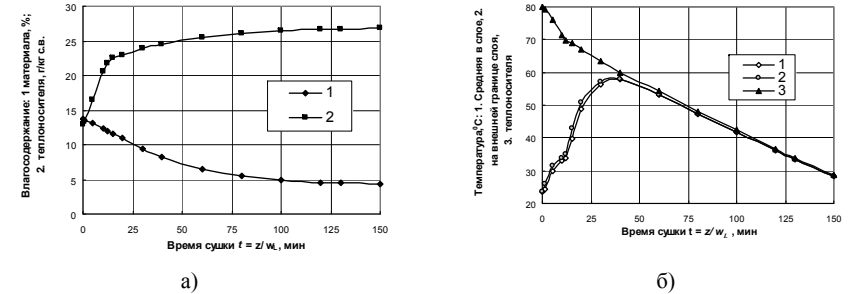 Влагосодержание: 1 материала, %;
2. теплоносителя, г/кг с.в.
30
25
20
15
10
5
0
0 25 50 75 100 125 150
Время сушки t = z/ wL, мин
1
2
а)
Температура,⁰С: 1. Средняя в слое, 2.
на внешней границе слоя,
3. теплоносителя
80
70
60
50
40
30
20
0 25 50 75 100 125 150
Время сушки t = z/ wL , мин
1
2
3
б)